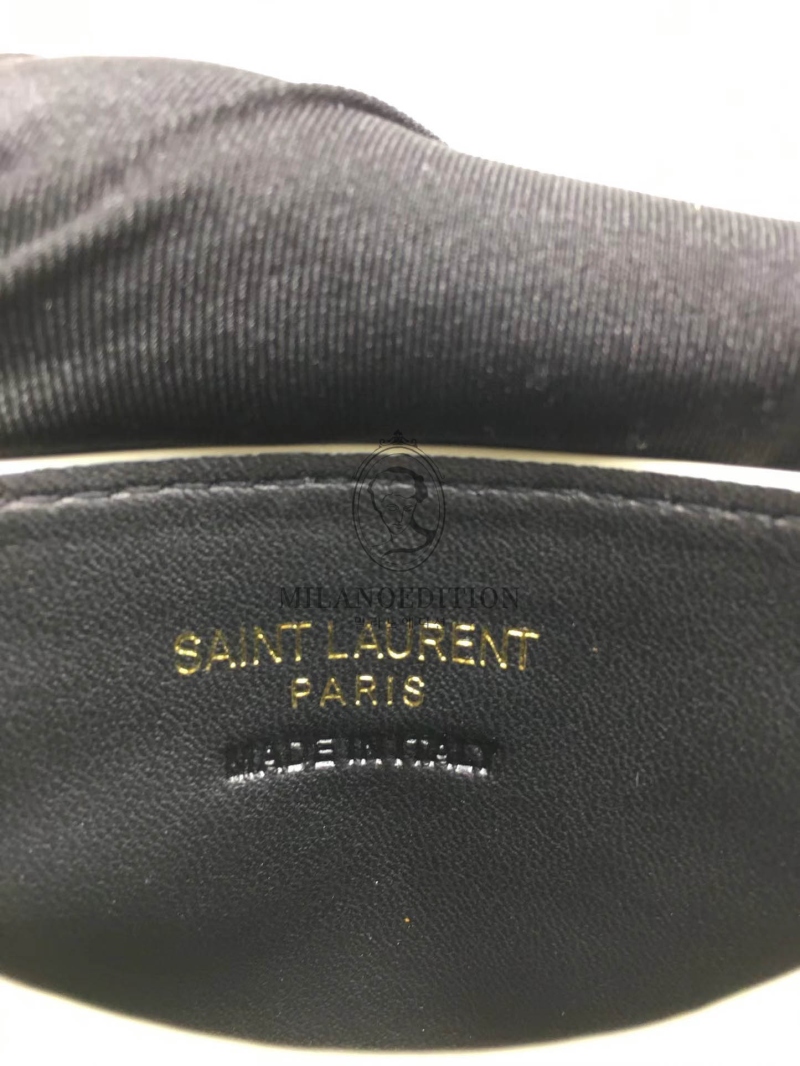 MILANOEDITION
SAINT LAURENT
PARIS
MADE IN ITALY